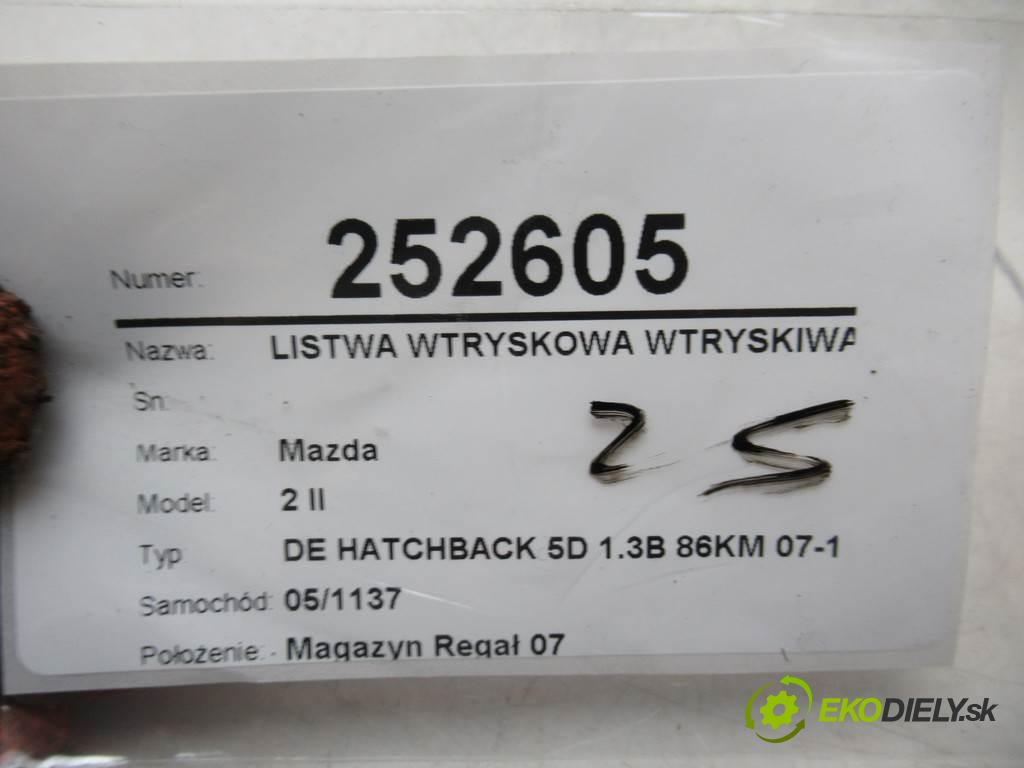 Numer: 252605
Nazwa: LISTWA WTRYSKOWA WTRYSKIWA
Sn:
Marka: Mazda
Model: 2 II
Typ DE HATCHBACK 5D 1.3B 86KM 07-1
Samochód: 05/1137
Położenie: Magazyn Regał 07
25
EKODIELY.sk